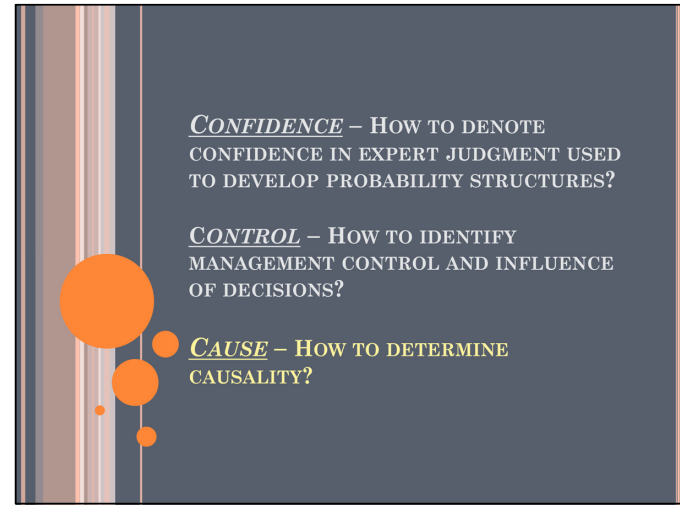 CONFIDENCE – HOW TO DENOTE
CONFIDENCE IN EXPERT JUDGMENT USED
TO DEVELOP PROBABILITY STRUCTURES?
CONTROL – HOW TO IDENTIFY
MANAGEMENT CONTROL AND INFLUENCE
OF DECISIONS?
CAUSE – HOW TO DETERMINE
CAUSALITY?